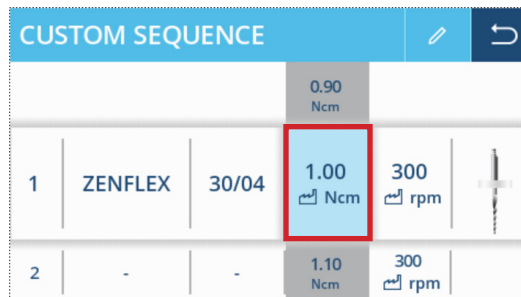 CUSTOM SEQUENCE
0.90
Ncm
1 ZENFLEX 30/04 1.00 300
Ncm rpm
2 - - 1.10 300
Ncm rpm